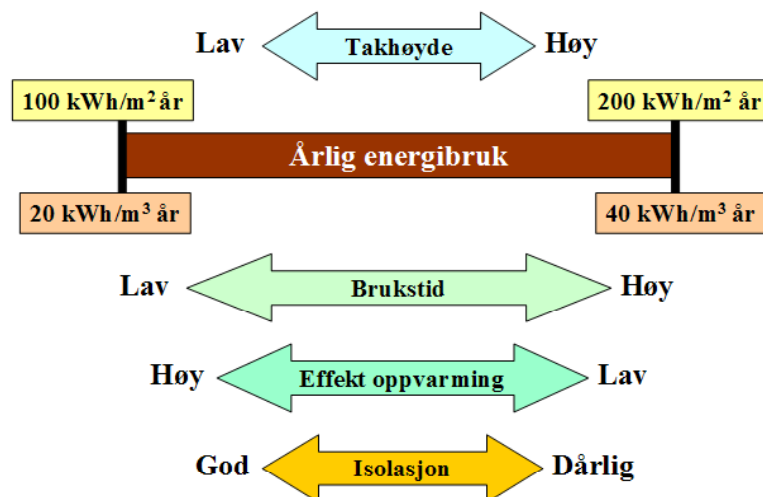 Lav Takhøyde Høy
100 kWh/m² år 200 kWh/m² år
Årlig energibruk
20 kWh/m³ år 40 kWh/m³ år
Lav Brukstid Høy
Høy Effekt oppvarming Lav
God Isolasjon Dårlig